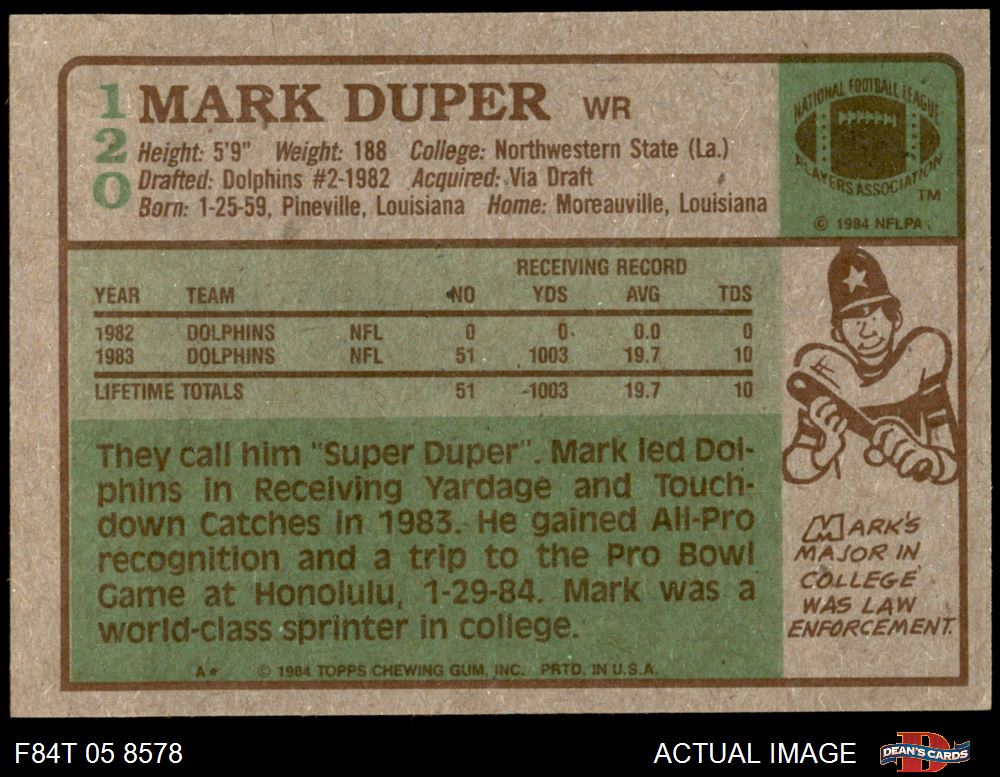 120
MARK DUPER WR
Height: 5'9" Weight: 188 College: Northwestern State (La.)
Drafted: Dolphins #2-1982 Acquired: Via Draft
Born: 1-25-59, Pineville, Louisiana Home: Moreauville, Louisiana
NATIONAL FOOTBALL LEAGUE
PLAYERS ASSOCIATION
TM
© 1984 NFLPA
RECEIVING RECORD
YEAR TEAM NO YDS AVG TDS
1982 DOLPHINS NFL 0 0 0.0 0
1983 DOLPHINS NFL 51 1003 19.7 10
LIFETIME TOTALS 51 1003 19.7 10
They call him "Super Duper". Mark led Dol-
phins in Receiving Yardage and Touch-
down Catches in 1983. He gained All-Pro
recognition and a trip to the Pro Bowl
Game at Honolulu, 1-29-84. Mark was a
world-class sprinter in college.
MARK'S
MAJOR IN
COLLEGE
WAS LAW
ENFORCEMENT.
A* © 1984 TOPPS CHEWING GUM, INC. PRTD. IN U.S.A.
F84T 05 8578
ACTUAL IMAGE
D
DEAN'S CARDS